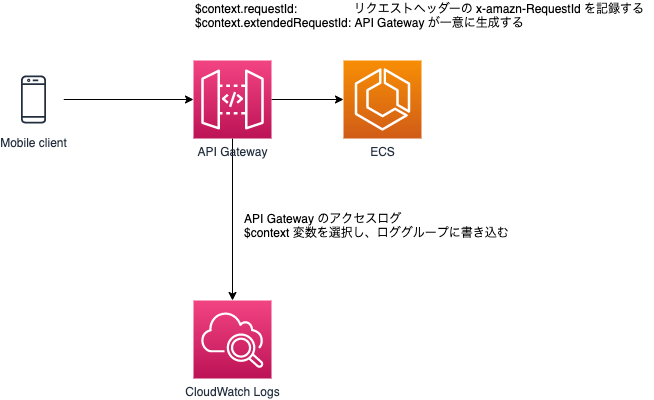 $context.requestId: リクエストヘッダーの x-amazn-RequestId を記録する
$context.extendedRequestId: API Gateway が一意に生成する
Mobile client
API Gateway
ECS
API Gateway のアクセスログ
$context 変数を選択し、ロググループに書き込む
CloudWatch Logs